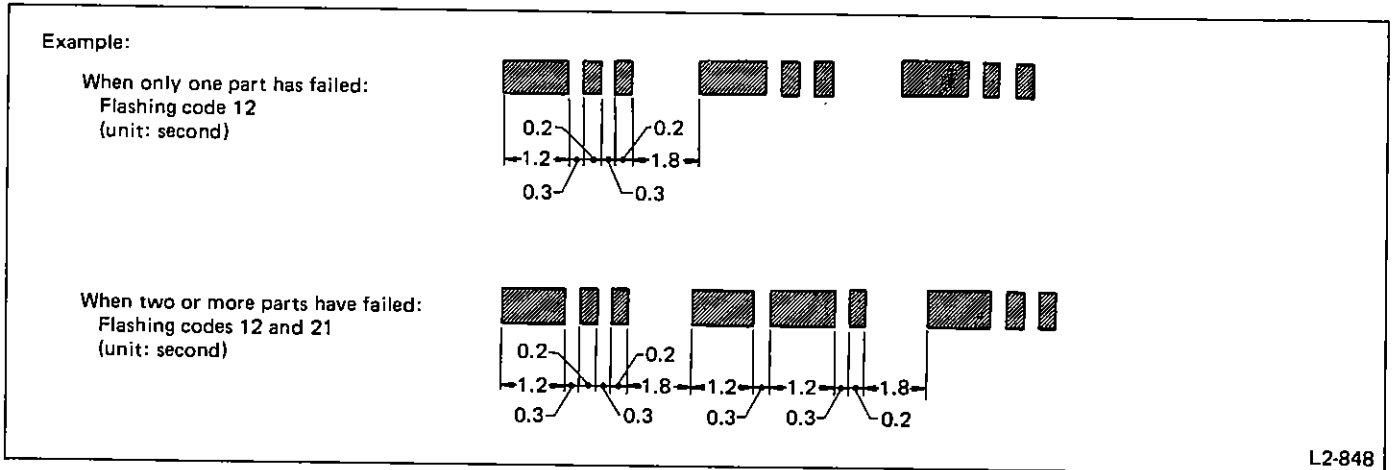 Example:
When only one part has failed:
Flashing code 12
(unit: second)
0.2 0.2
1.2 1.8
0.3 0.3
When two or more parts have failed:
Flashing codes 12 and 21
(unit: second)
0.2 0.2
1.2 1.8 1.2 1.2 1.8
0.3 0.3 0.3 0.3 0.2
L2-848